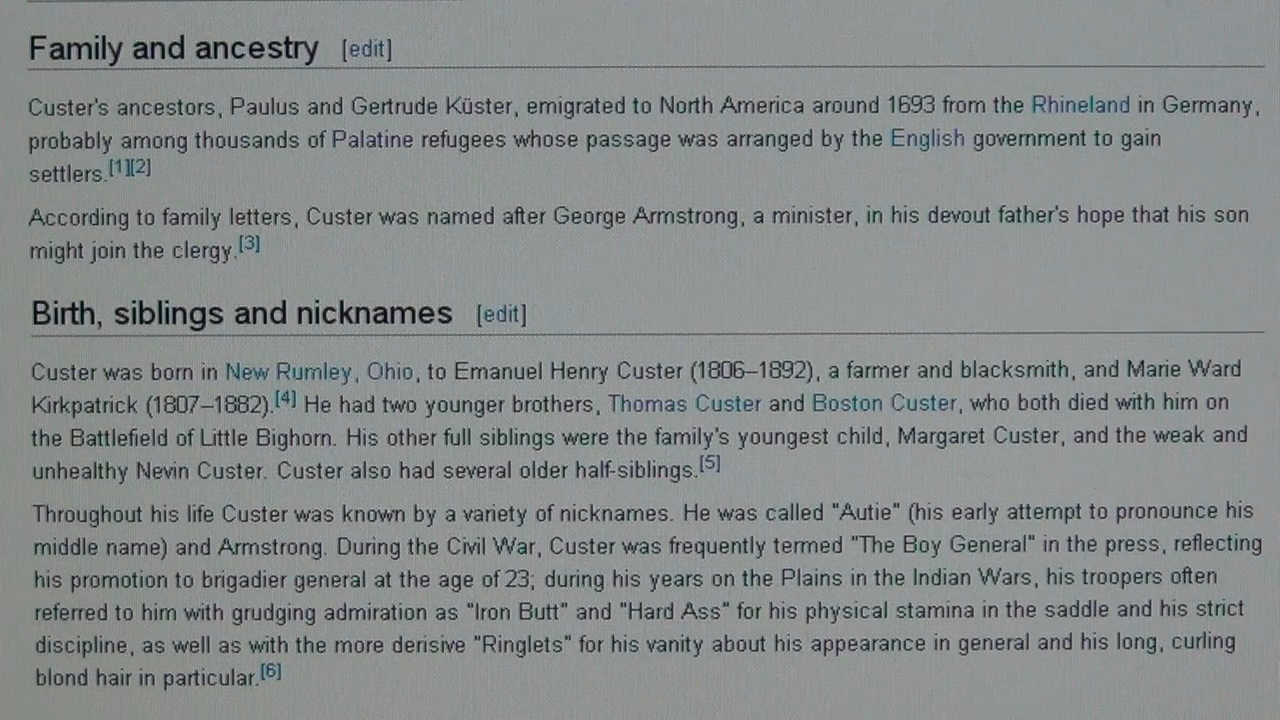 Family and ancestry [edit]
Custer's ancestors, Paulus and Gertrude Küster, emigrated to North America around 1693 from the Rhineland in Germany,
probably among thousands of Palatine refugees whose passage was arranged by the English government to gain
settlers.[1][2]
According to family letters, Custer was named after George Armstrong, a minister, in his devout father's hope that his son
might join the clergy.[3]
Birth, siblings and nicknames [edit]
Custer was born in New Rumley, Ohio, to Emanuel Henry Custer (1806–1892), a farmer and blacksmith, and Marie Ward
Kirkpatrick (1807–1882).[4] He had two younger brothers, Thomas Custer and Boston Custer, who both died with him on
the Battlefield of Little Bighorn. His other full siblings were the family's youngest child, Margaret Custer, and the weak and
unhealthy Nevin Custer. Custer also had several older half-siblings.[5]
Throughout his life Custer was known by a variety of nicknames. He was called "Autie" (his early attempt to pronounce his
middle name) and Armstrong. During the Civil War, Custer was frequently termed "The Boy General" in the press, reflecting
his promotion to brigadier general at the age of 23; during his years on the Plains in the Indian Wars, his troopers often
referred to him with grudging admiration as "Iron Butt" and "Hard Ass" for his physical stamina in the saddle and his strict
discipline, as well as with the more derisive "Ringlets" for his vanity about his appearance in general and his long, curling
blond hair in particular.[6]